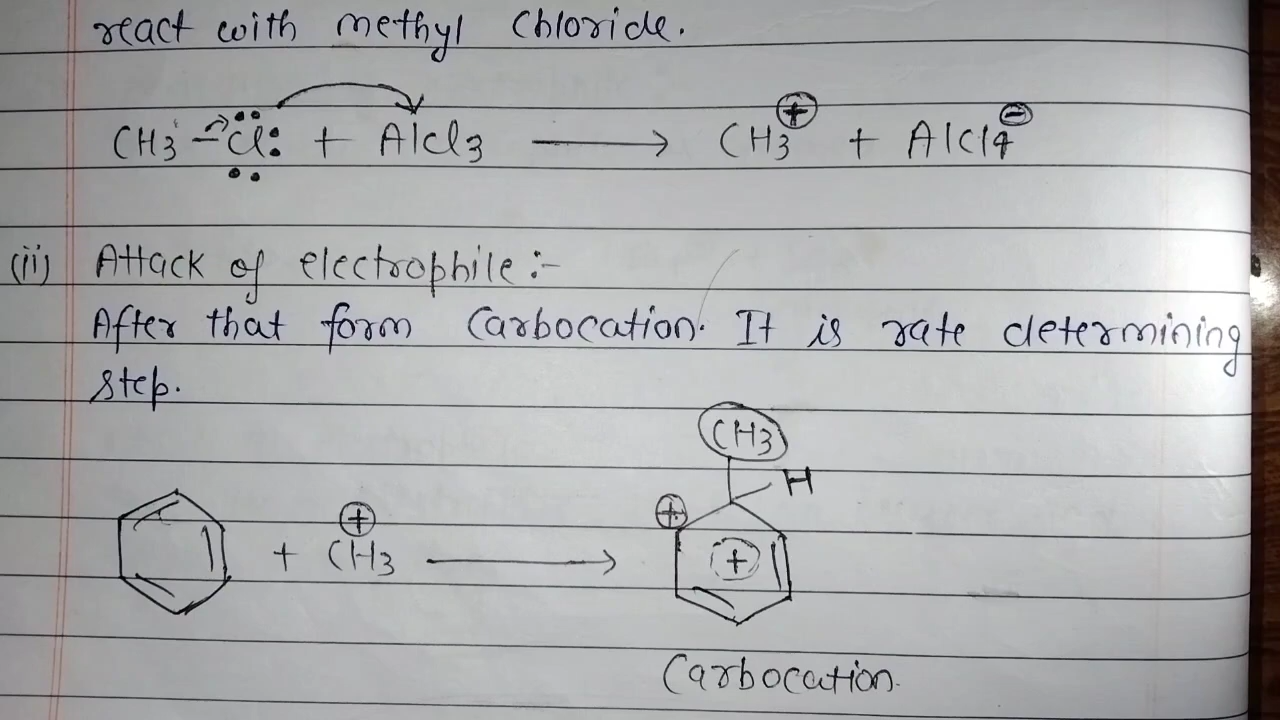 react with methyl chloride.
CH3 – Cl: + AlCl3 ⟶ CH3⊕ + AlCl4⊖
(ii) Attack of electrophile :-
After that form Carbocation. It is rate determining
step.
CH3
H
⊕
+ ⊕CH3 ⟶ +
Carbocation.